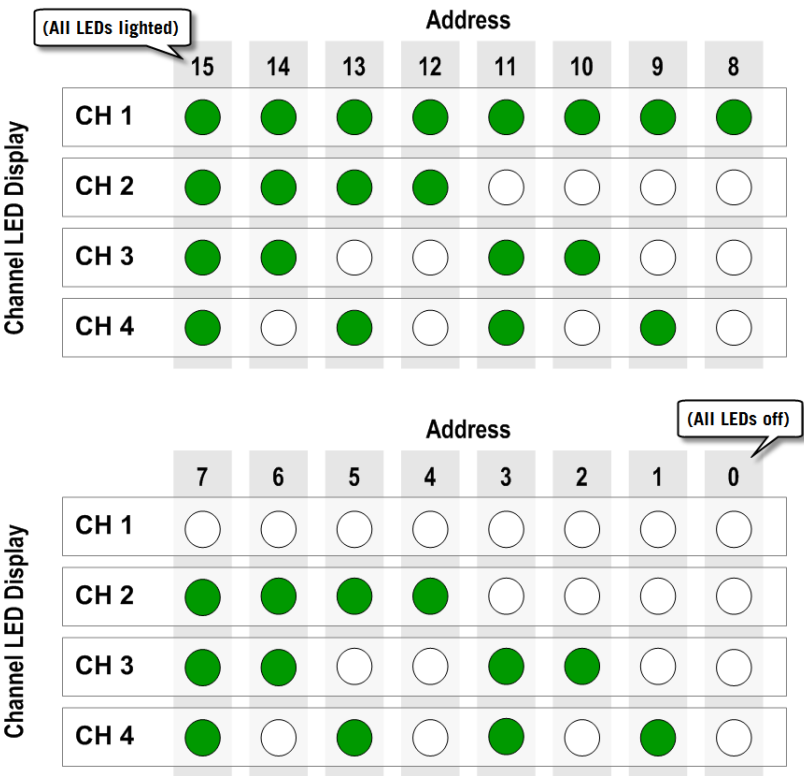 Address
(All LEDs lighted)
15 14 13 12 11 10 9 8
Channel LED Display
CH 1
CH 2
CH 3
CH 4
Address
(All LEDs off)
7 6 5 4 3 2 1 0
Channel LED Display
CH 1
CH 2
CH 3
CH 4